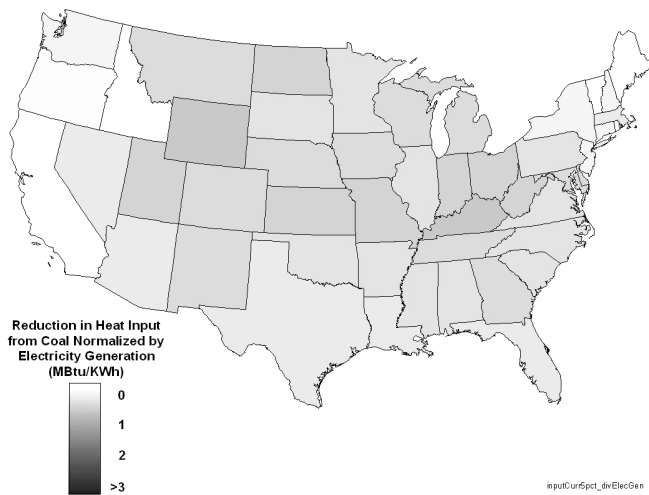 Reduction in Heat Input
from Coal Normalized by
Electricity Generation
(MBtu/KWh)
0
1
2
>3
inputCurr5pct_divElecGen